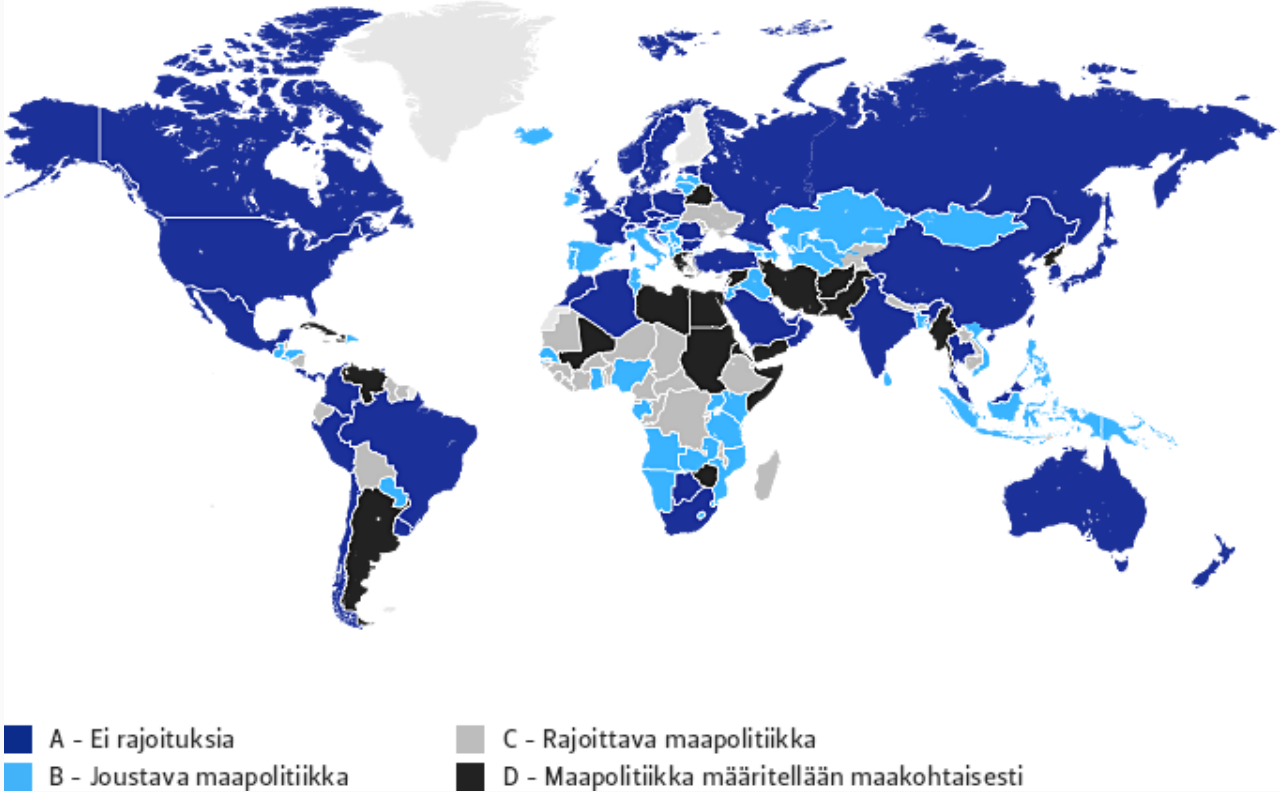 A - Ei rajoituksia
B - Joustava maapolitiikka
C - Rajoittava maapolitiikka
D - Maapolitiikka määritellään maakohtaisesti